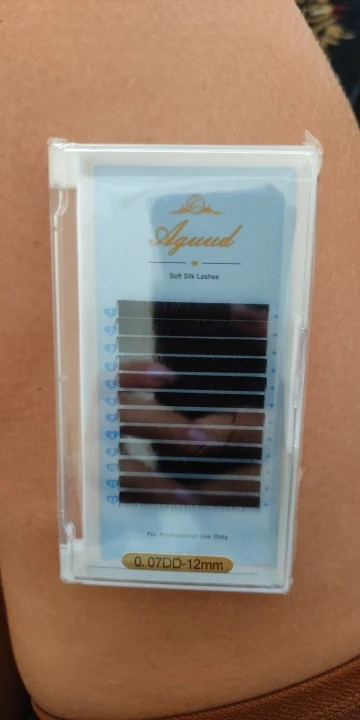 Aguud
Soft Silk Lashes
For Professional Use Only
0.07DD-12mm